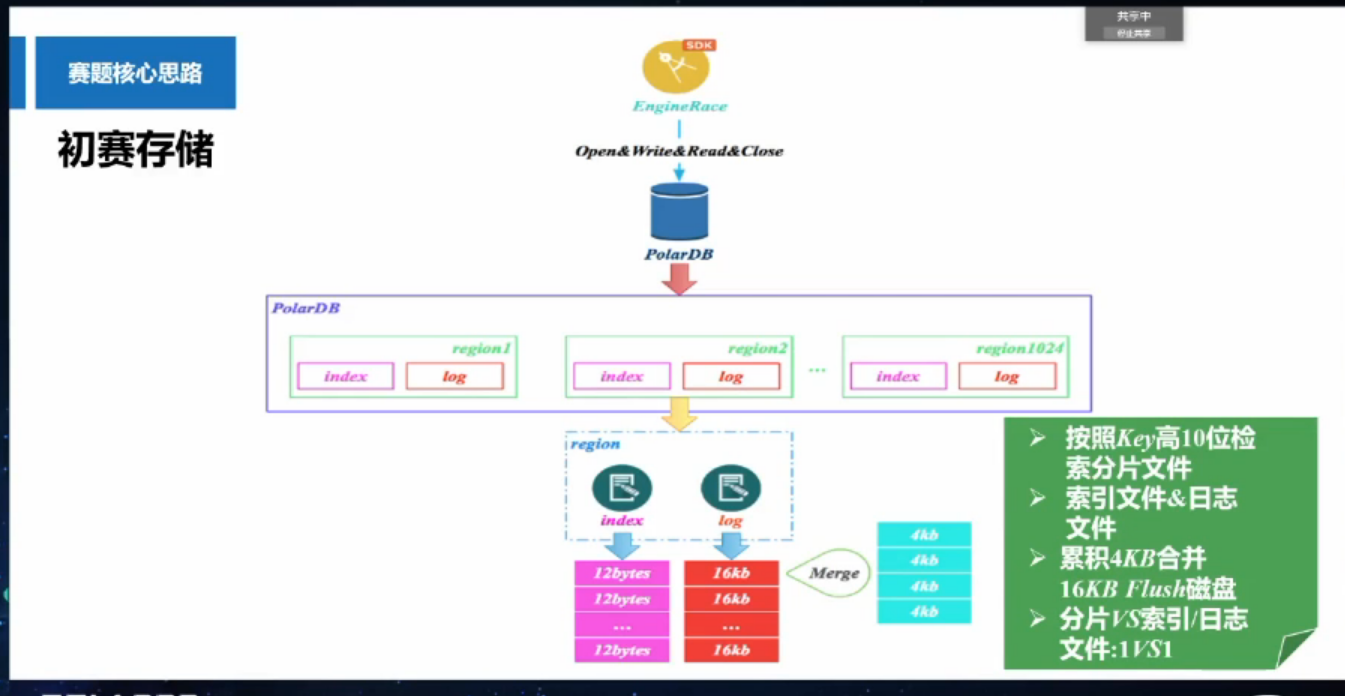 共享中
停止共享
赛题核心思路
初赛存储
SDK
EngineRace
Open&Write&Read&Close
PolarDB
PolarDB
region1
index
log
region2
index
log
...
region1024
index
log
region
index
log
12bytes
12bytes
...
12bytes
16kb
16kb
...
16kb
Merge
4kb
4kb
4kb
4kb
按照Key高10位检
索分片文件
索引文件&日志
文件
累积4KB合并
16KB Flush磁盘
分片VS索引/日志
文件:1VS1